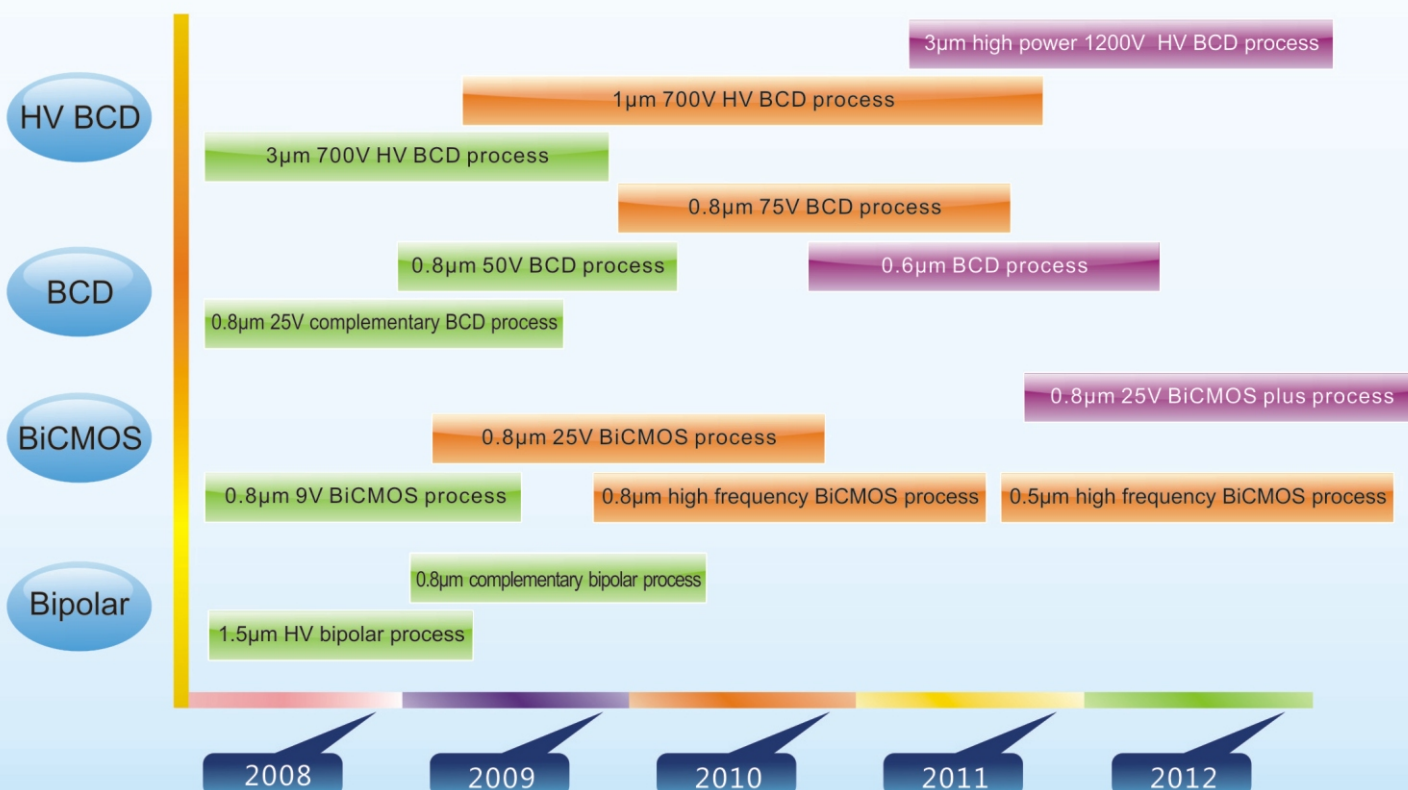 3µm high power 1200V HV BCD process
HV BCD
1µm 700V HV BCD process
3µm 700V HV BCD process
0.8µm 75V BCD process
BCD
0.8µm 50V BCD process
0.6µm BCD process
0.8µm 25V complementary BCD process
0.8µm 25V BiCMOS plus process
BiCMOS
0.8µm 25V BiCMOS process
0.8µm 9V BiCMOS process
0.8µm high frequency BiCMOS process
0.5µm high frequency BiCMOS process
Bipolar
0.8µm complementary bipolar process
1.5µm HV bipolar process
2008
2009
2010
2011
2012